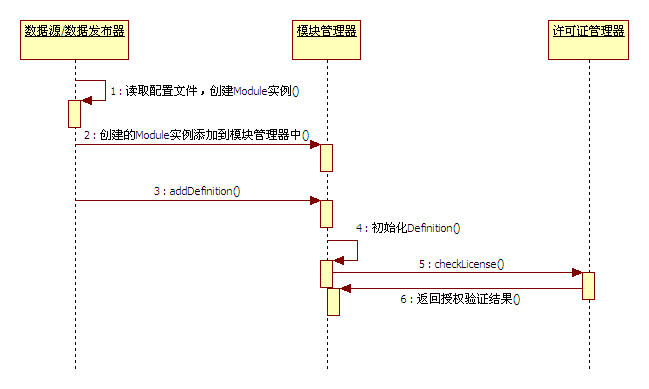 数据源/数据发布器
模块管理器
许可证管理器
1 : 读取配置文件，创建Module实例()
2 : 创建的Module实例添加到模块管理器中()
3 : addDefinition()
4 : 初始化Definition()
5 : checkLicense()
6 : 返回授权验证结果()